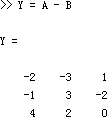 >> Y = A - B
Y =
-2 -3 1
-1 3 -2
4 2 0